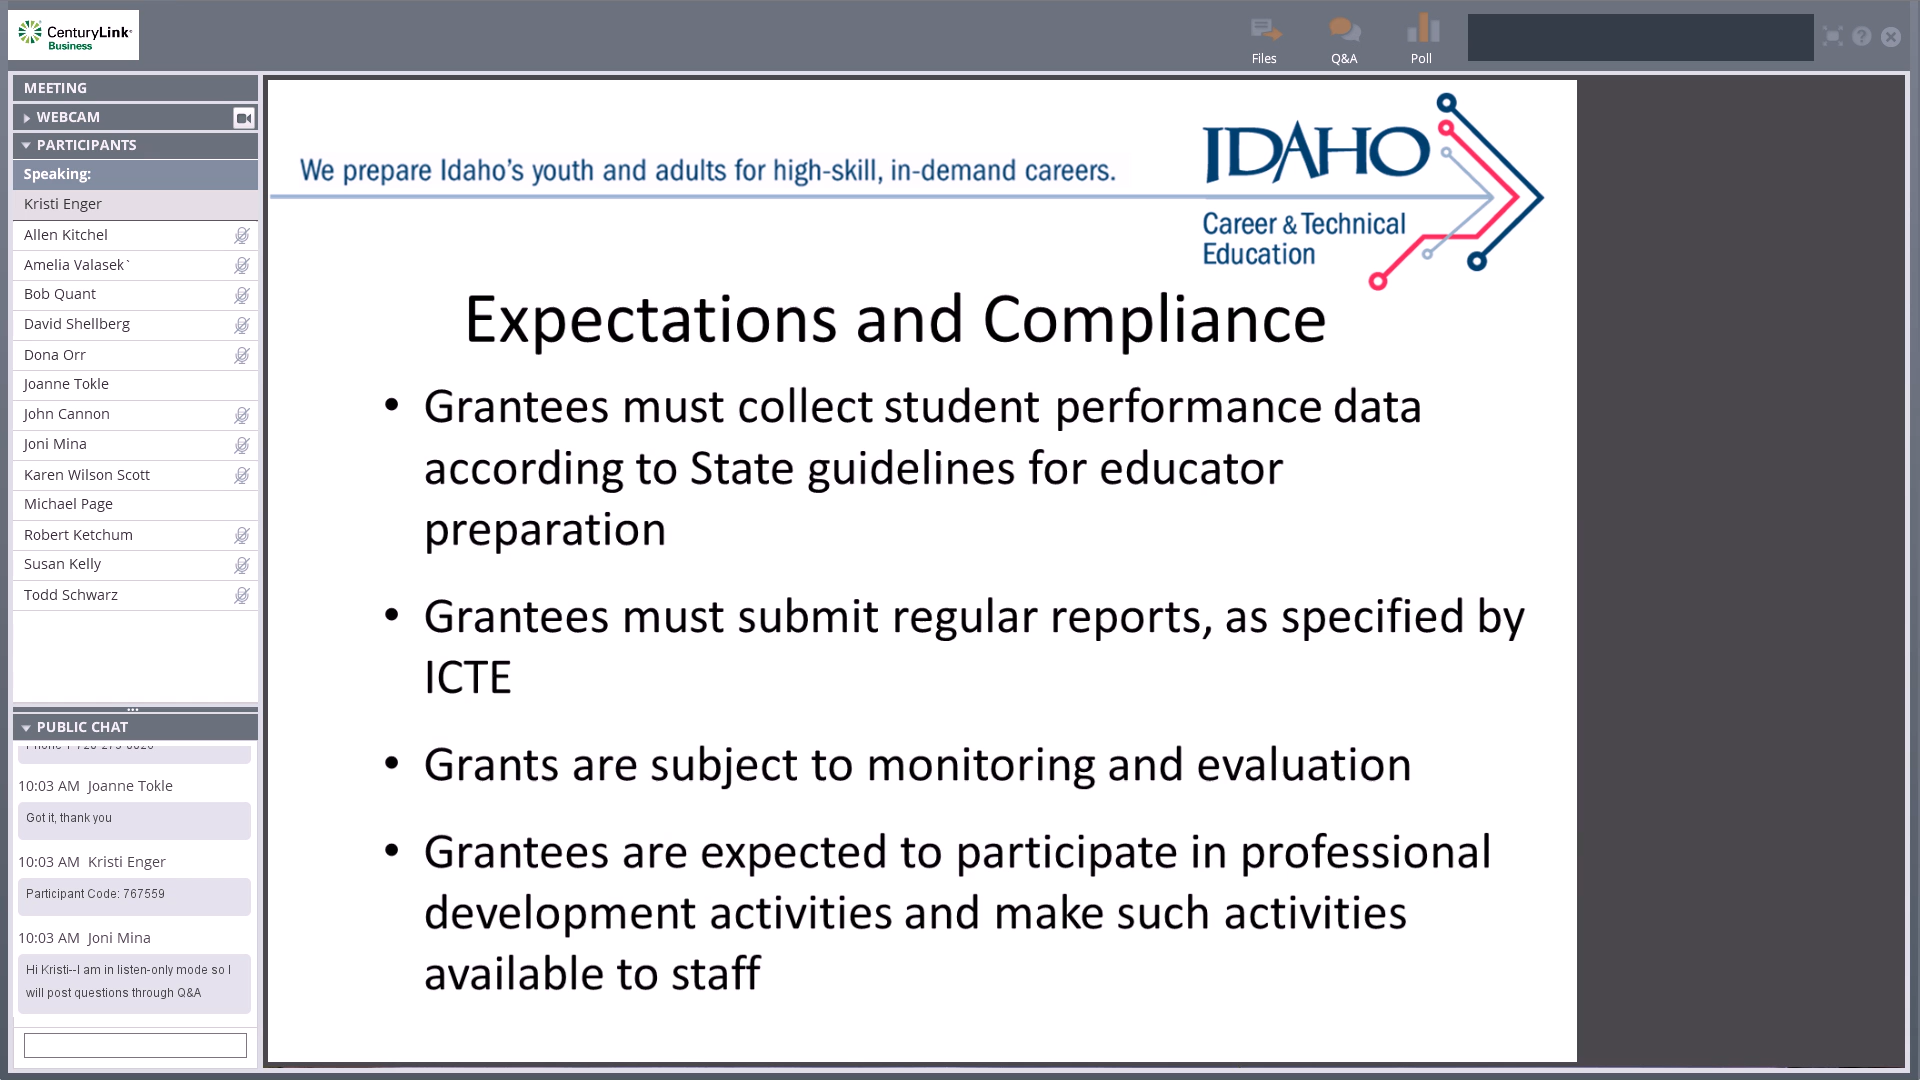 CenturyLink
Business
Files
Q&A
Poll
MEETING
WEBCAM
PARTICIPANTS
Speaking:
Kristi Enger
Allen Kitchel
Amelia Valasek`
Bob Quant
David Shellberg
Dona Orr
Joanne Tokle
John Cannon
Joni Mina
Karen Wilson Scott
Michael Page
Robert Ketchum
Susan Kelly
Todd Schwarz
PUBLIC CHAT
10:03 AM Joanne Tokle
Got it, thank you
10:03 AM Kristi Enger
Participant Code: 767559
10:03 AM Joni Mina
Hi Kristi--I am in listen-only mode so I
will post questions through Q&A
We prepare Idaho's youth and adults for high-skill, in-demand careers.
IDAHO
Career & Technical
Education
Expectations and Compliance
• Grantees must collect student performance data
according to State guidelines for educator
preparation
• Grantees must submit regular reports, as specified by
ICTE
• Grants are subject to monitoring and evaluation
• Grantees are expected to participate in professional
development activities and make such activities
available to staff